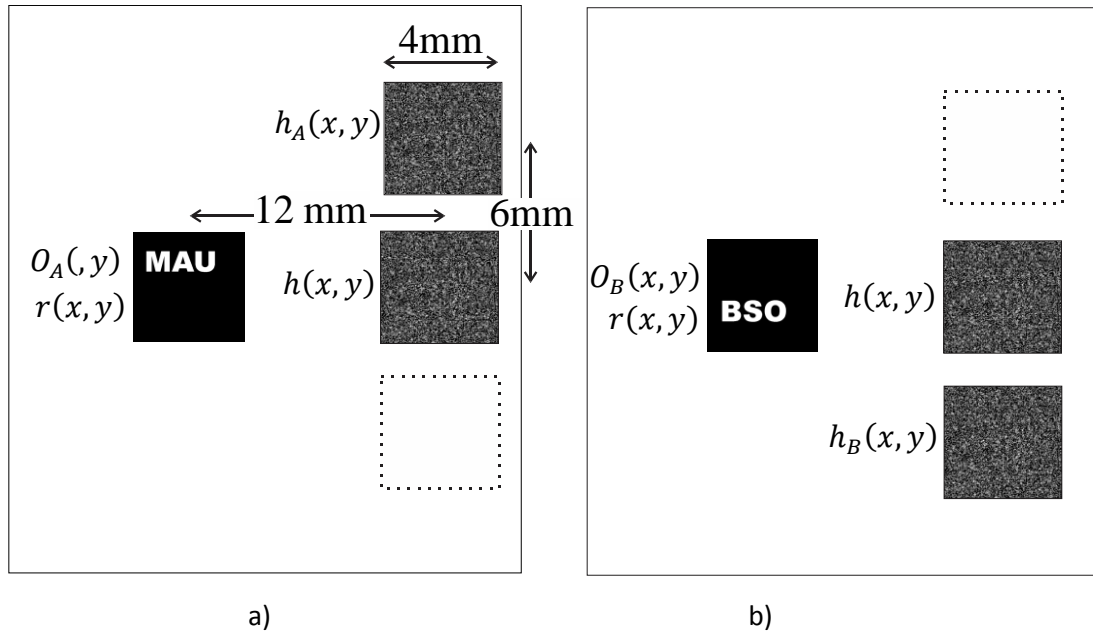 4mm
h_A(x, y)
12 mm
6mm
O_A(, y)
MAU
r(x, y)
h(x, y)
a)
O_B(x, y)
r(x, y)
BSO
h(x, y)
h_B(x, y)
b)